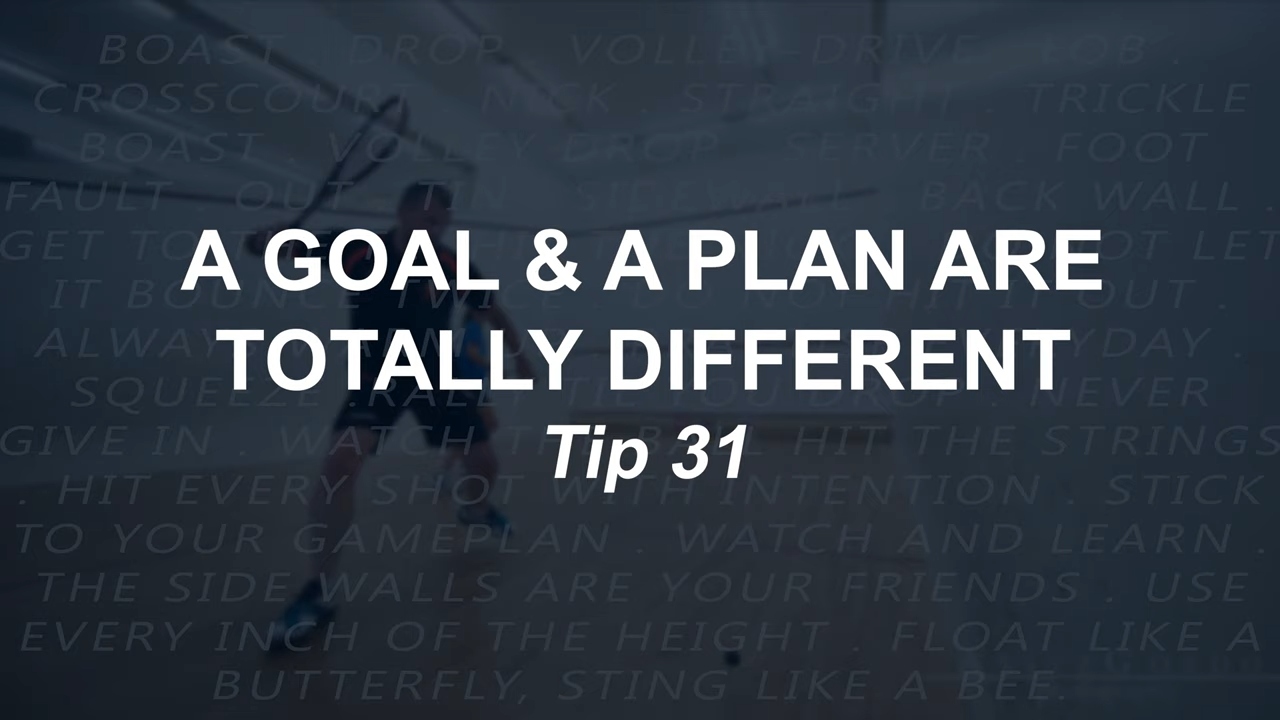 BOAST . DROP . VOLLEY-DRIVE . LOB .
CROSSCOURT . NICK . STRAIGHT . TRICKLE
BOAST . VOLLEY DROP . SERVER . FOOT
FAULT . OUT . TIN . SIDEWALL . BACK WALL .
GET TO NOT LET
A GOAL & A PLAN ARE
IT BOUNCE TWICE . DO NOT HIT OUT .
ALWAYS
TOTALLY DIFFERENT
SQUEEZE . RALLY TIL YOU DROP . NEVER
GIVE IN . WATCH THE BALL HIT THE STRINGS
Tip 31
. HIT EVERY SHOT WITH INTENTION . STICK
TO YOUR GAMEPLAN . WATCH AND LEARN .
THE SIDE WALLS ARE YOUR FRIENDS . USE
EVERY INCH OF THE HEIGHT . FLOAT LIKE A
BUTTERFLY, STING LIKE A BEE.